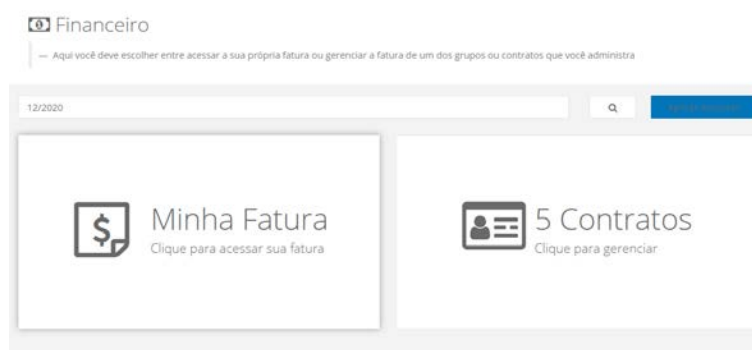 Financeiro
— Aqui você deve escolher entre acessar a sua própria fatura ou gerenciar a fatura de um dos grupos ou contratos que você administra
12/2020
Minha Fatura
Clique para acessar sua fatura
5 Contratos
Clique para gerenciar